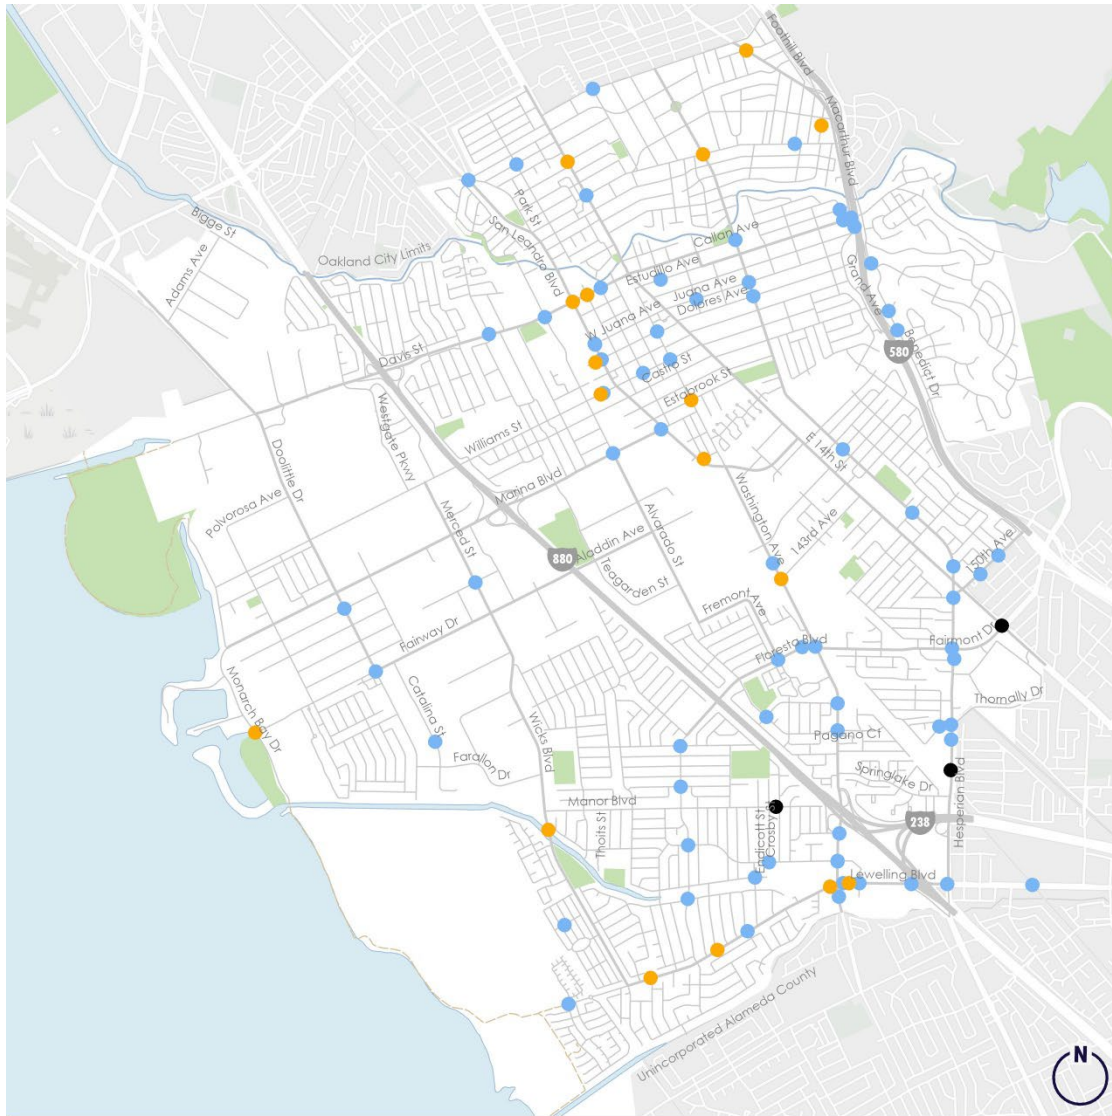 Foothill Blvd
Macarthur Blvd
Bigge St
Adams Ave
Oakland City Limits
Park St
San Leandro Blvd
Callan Ave
Estudillo Ave
Juana Ave
Dolores Ave
W Juana Ave
Grand Ave
Benedict Dr
580
Davis St
Castro St
Estabrook St
Westgate Pkwy
Williams St
Doolittle Dr
Polvorosa Ave
Marina Blvd
Merced St
E 14th St
Washington Ave
143rd Ave
Alvarado St
Aladdin Ave
880
Teagarden St
150th Ave
Fremont Ave
Fairway Dr
Floresta Blvd
Fairmont Dr
Monarch Bay Dr
Catalina St
Thornally Dr
Farallon Dr
Wicks Blvd
Pagano Ct
Springlake Dr
Manor Blvd
Thoits St
Endicott St
Crosby St
238
Hesperian Blvd
Lewelling Blvd
Unincorporated Alameda County
N